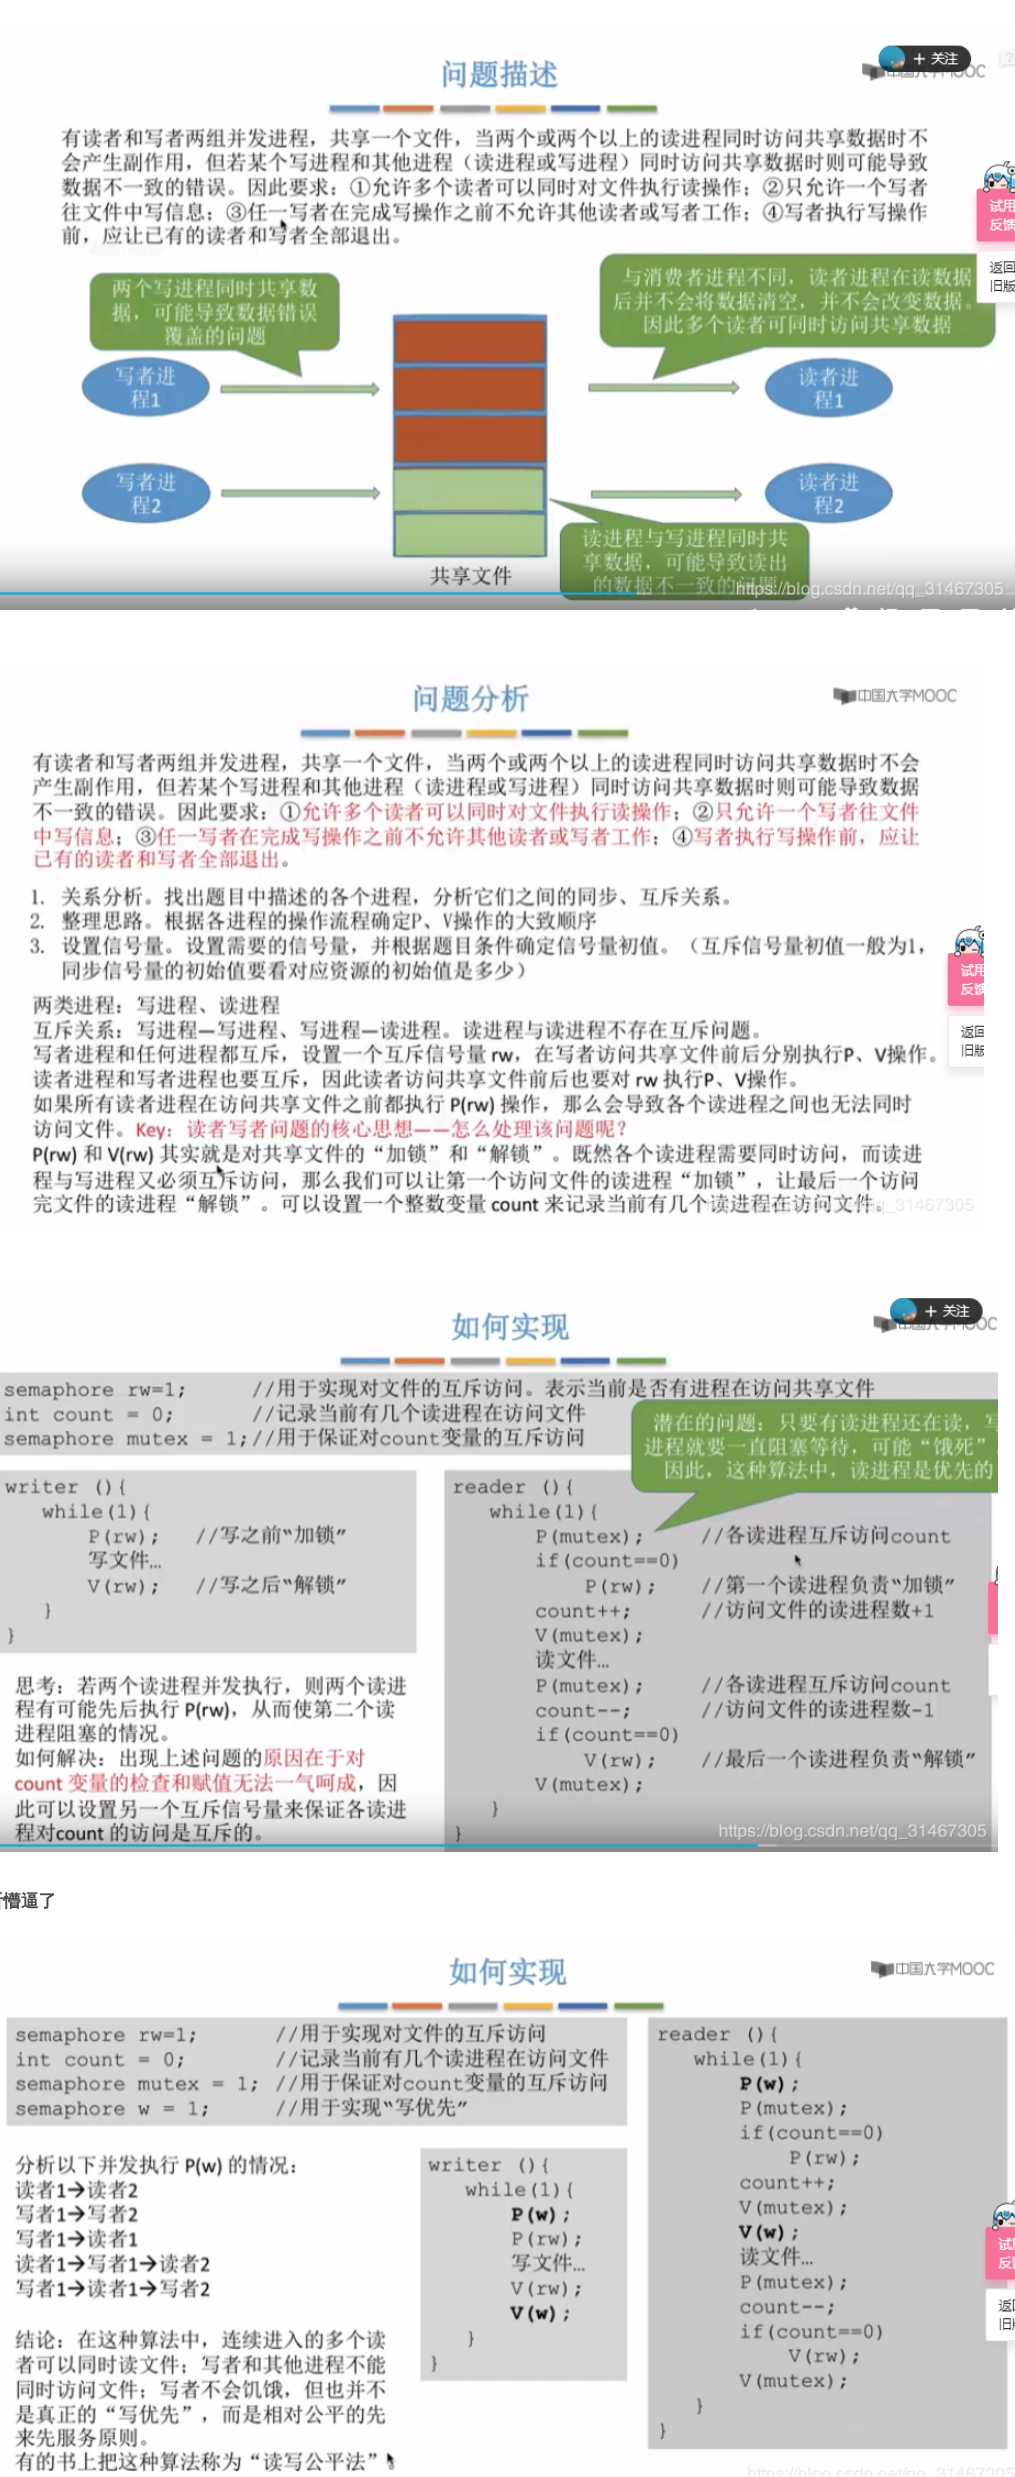 问题描述
+ 关注
中国大学MOOC
有读者和写者两组并发进程，共享一个文件，当两个或两个以上的读进程同时访问共享数据时不
会产生副作用，但若某个写进程和其他进程（读进程或写进程）同时访问共享数据时则可能导致
数据不一致的错误。因此要求：①允许多个读者可以同时对文件执行读操作；②只允许一个写者
往文件中写信息；③任一写者在完成写操作之前不允许其他读者或写者工作；④写者执行写操作
前，应让已有的读者和写者全部退出。
试用
反馈
返回
旧版
两个写进程同时共享数
据，可能导致数据错误
覆盖的问题
与消费者进程不同，读者进程在读数据
后并不会将数据清空，并不会改变数据。
因此多个读者可同时访问共享数据
写者进
程1
读者进
程1
写者进
程2
读者进
程2
共享文件
读进程与写进程同时共
享数据，可能导致读出
的数据不一致的问题
https://blog.csdn.net/qq_31467305
问题分析
中国大学MOOC
有读者和写者两组并发进程，共享一个文件，当两个或两个以上的读进程同时访问共享数据时不会
产生副作用，但若某个写进程和其他进程（读进程或写进程）同时访问共享数据时则可能导致数据
不一致的错误。因此要求：①允许多个读者可以同时对文件执行读操作；②只允许一个写者往文件
中写信息；③任一写者在完成写操作之前不允许其他读者或写者工作；④写者执行写操作前，应让
已有的读者和写者全部退出。
1. 关系分析。找出题目中描述的各个进程，分析它们之间的同步、互斥关系。
2. 整理思路。根据各进程的操作流程确定P、V操作的大致顺序
3. 设置信号量。设置需要的信号量，并根据题目条件确定信号量初值。（互斥信号量初值一般为1，
同步信号量的初始值要看对应资源的初始值是多少）
试用
反馈
返回
旧版
两类进程：写进程、读进程
互斥关系：写进程—写进程、写进程—读进程。读进程与读进程不存在互斥问题。
写者进程和任何进程都互斥，设置一个互斥信号量 rw，在写者访问共享文件前后分别执行P、V操作。
读者进程和写者进程也要互斥，因此读者访问共享文件前后也要对 rw 执行P、V操作。
如果所有读者进程在访问共享文件之前都执行 P(rw) 操作，那么会导致各个读进程之间也无法同时
访问文件。Key：读者写者问题的核心思想——怎么处理该问题呢？
P(rw) 和 V(rw) 其实就是对共享文件的“加锁”和“解锁”。既然各个读进程需要同时访问，而读进
程与写进程又必须互斥访问，那么我们可以让第一个访问文件的读进程“加锁”，让最后一个访问
完文件的读进程“解锁”。可以设置一个整数变量 count 来记录当前有几个读进程在访问文件。
_31467305
如何实现
+ 关注
中国大学MOOC
semaphore rw=1; //用于实现对文件的互斥访问。表示当前是否有进程在访问共享文件
int count = 0; //记录当前有几个读进程在访问文件
semaphore mutex = 1;//用于保证对count变量的互斥访问
潜在的问题：只要有读进程还在读，写
进程就要一直阻塞等待，可能“饿死”
因此，这种算法中，读进程是优先的
writer (){
while(1){
P(rw); //写之前“加锁”
写文件…
V(rw); //写之后“解锁”
}
}
reader (){
while(1){
P(mutex); //各读进程互斥访问count
if(count==0)
P(rw); //第一个读进程负责“加锁”
count++; //访问文件的读进程数+1
V(mutex);
读文件…
P(mutex); //各读进程互斥访问count
count--; //访问文件的读进程数-1
if(count==0)
V(rw); //最后一个读进程负责“解锁”
V(mutex);
}
}
思考：若两个读进程并发执行，则两个读进
程有可能先后执行 P(rw)，从而使第二个读
进程阻塞的情况。
如何解决：出现上述问题的原因在于对
count 变量的检查和赋值无法一气呵成，因
此可以设置另一个互斥信号量来保证各读进
程对count 的访问是互斥的。
https://blog.csdn.net/qq_31467305
懵逼了
如何实现
中国大学MOOC
semaphore rw=1; //用于实现对文件的互斥访问
int count = 0; //记录当前有几个读进程在访问文件
semaphore mutex = 1; //用于保证对count变量的互斥访问
semaphore w = 1; //用于实现“写优先”
分析以下并发执行 P(w) 的情况：
读者1→读者2
写者1→写者2
写者1→读者1
读者1→写者1→读者2
写者1→读者1→写者2
结论：在这种算法中，连续进入的多个读
者可以同时读文件；写者和其他进程不能
同时访问文件；写者不会饥饿，但也并不
是真正的“写优先”，而是相对公平的先
来先服务原则。
有的书上把这种算法称为“读写公平法”。
writer (){
while(1){
P(w);
P(rw);
写文件…
V(rw);
V(w);
}
}
reader (){
while(1){
P(w);
P(mutex);
if(count==0)
P(rw);
count++;
V(mutex);
V(w);
读文件…
P(mutex);
count--;
if(count==0)
V(rw);
V(mutex);
}
}
试用
反馈
返回
旧版
https://blog.csdn.net/qq_31467305